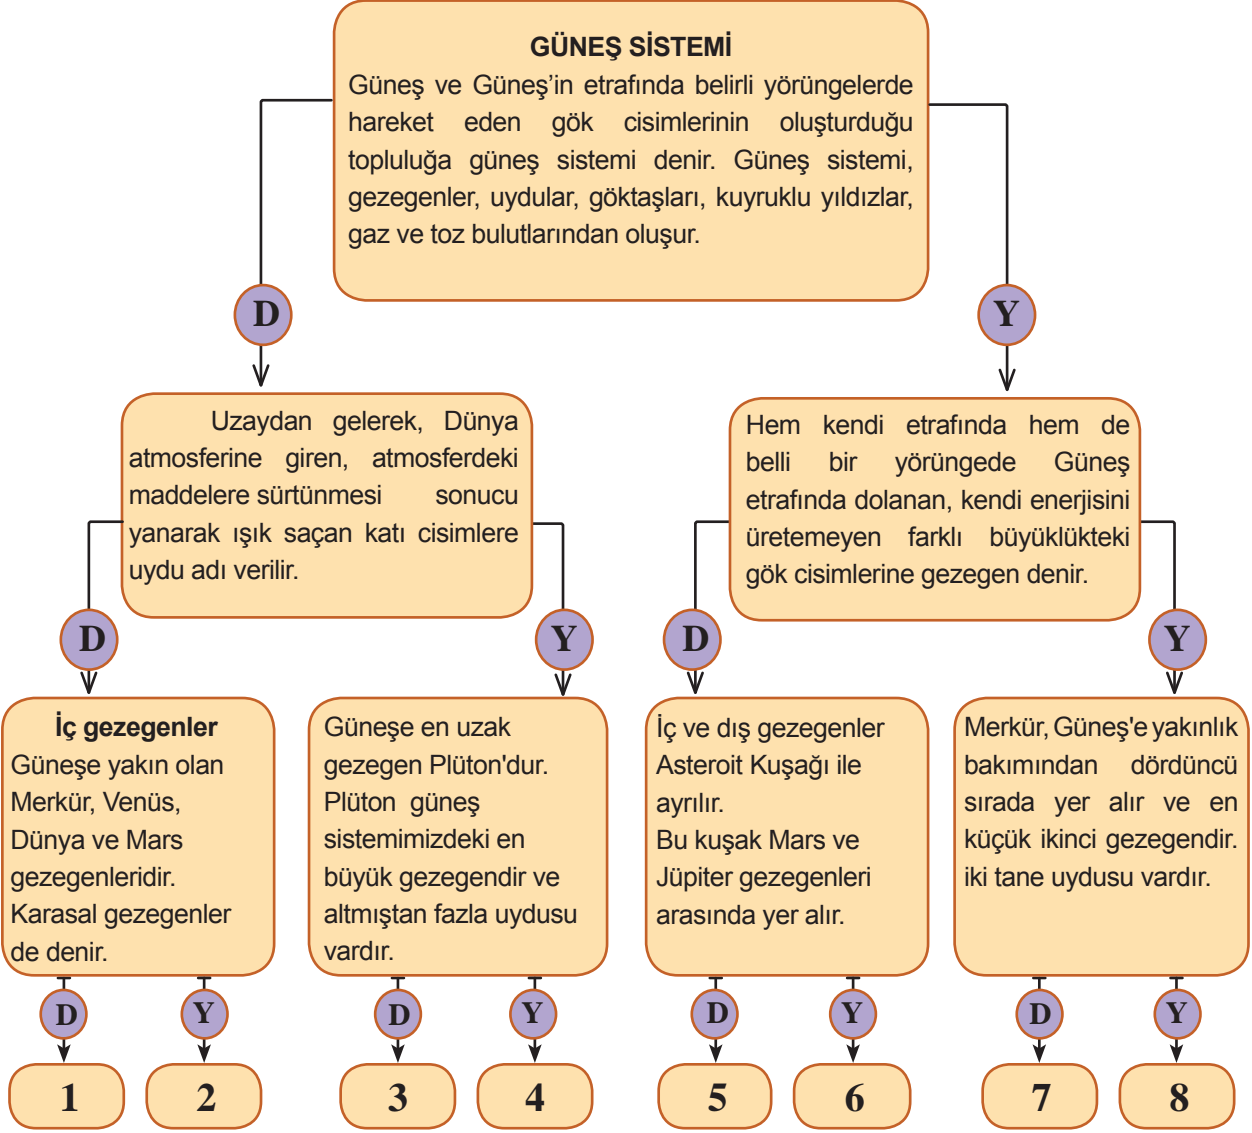 GÜNEŞ SİSTEMİ
Güneş ve Güneş’in etrafında belirli yörüngelerde
hareket eden gök cisimlerinin oluşturduğu
topluluğa güneş sistemi denir. Güneş sistemi,
gezegenler, uydular, göktaşları, kuyruklu yıldızlar,
gaz ve toz bulutlarından oluşur.
D
Y
Uzaydan gelerek, Dünya
atmosferine giren, atmosferdeki
maddelere sürtünmesi sonucu
yanarak ışık saçan katı cisimlere
uydu adı verilir.
Hem kendi etrafında hem de
belli bir yörüngede Güneş
etrafında dolanan, kendi enerjisini
üretemeyen farklı büyüklükteki
gök cisimlerine gezegen denir.
D
Y
D
Y
İç gezegenler
Güneşe yakın olan
Merkür, Venüs,
Dünya ve Mars
gezegenleridir.
Karasal gezegenler
de denir.
Güneşe en uzak
gezegen Plüton'dur.
Plüton güneş
sistemimizdeki en
büyük gezegendir ve
altmıştan fazla uydusu
vardır.
İç ve dış gezegenler
Asteroit Kuşağı ile
ayrılır.
Bu kuşak Mars ve
Jüpiter gezegenleri
arasında yer alır.
Merkür, Güneş'e yakınlık
bakımından dördüncü
sırada yer alır ve en
küçük ikinci gezegendir.
iki tane uydusu vardır.
D
Y
D
Y
D
Y
D
Y
1
2
3
4
5
6
7
8